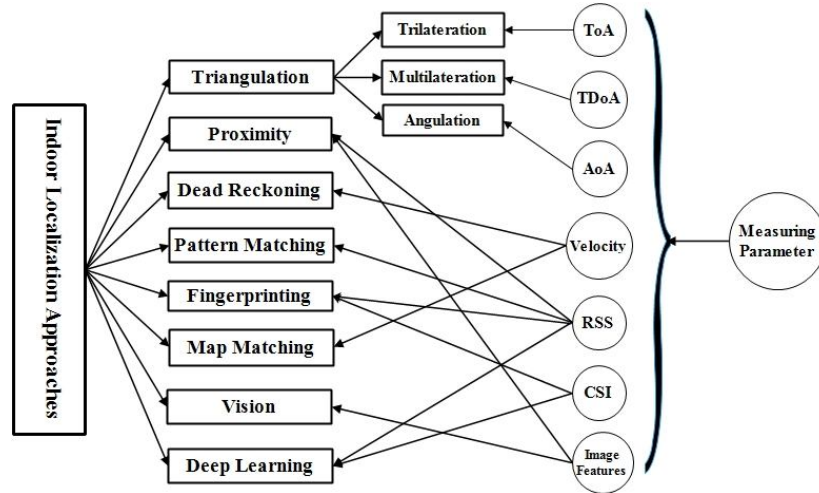 Indoor Localization Approaches
Triangulation
Proximity
Dead Reckoning
Pattern Matching
Fingerprinting
Map Matching
Vision
Deep Learning
Trilateration
Multilateration
Angulation
ToA
TDoA
AoA
Velocity
RSS
CSI
Image
Features
Measuring
Parameter